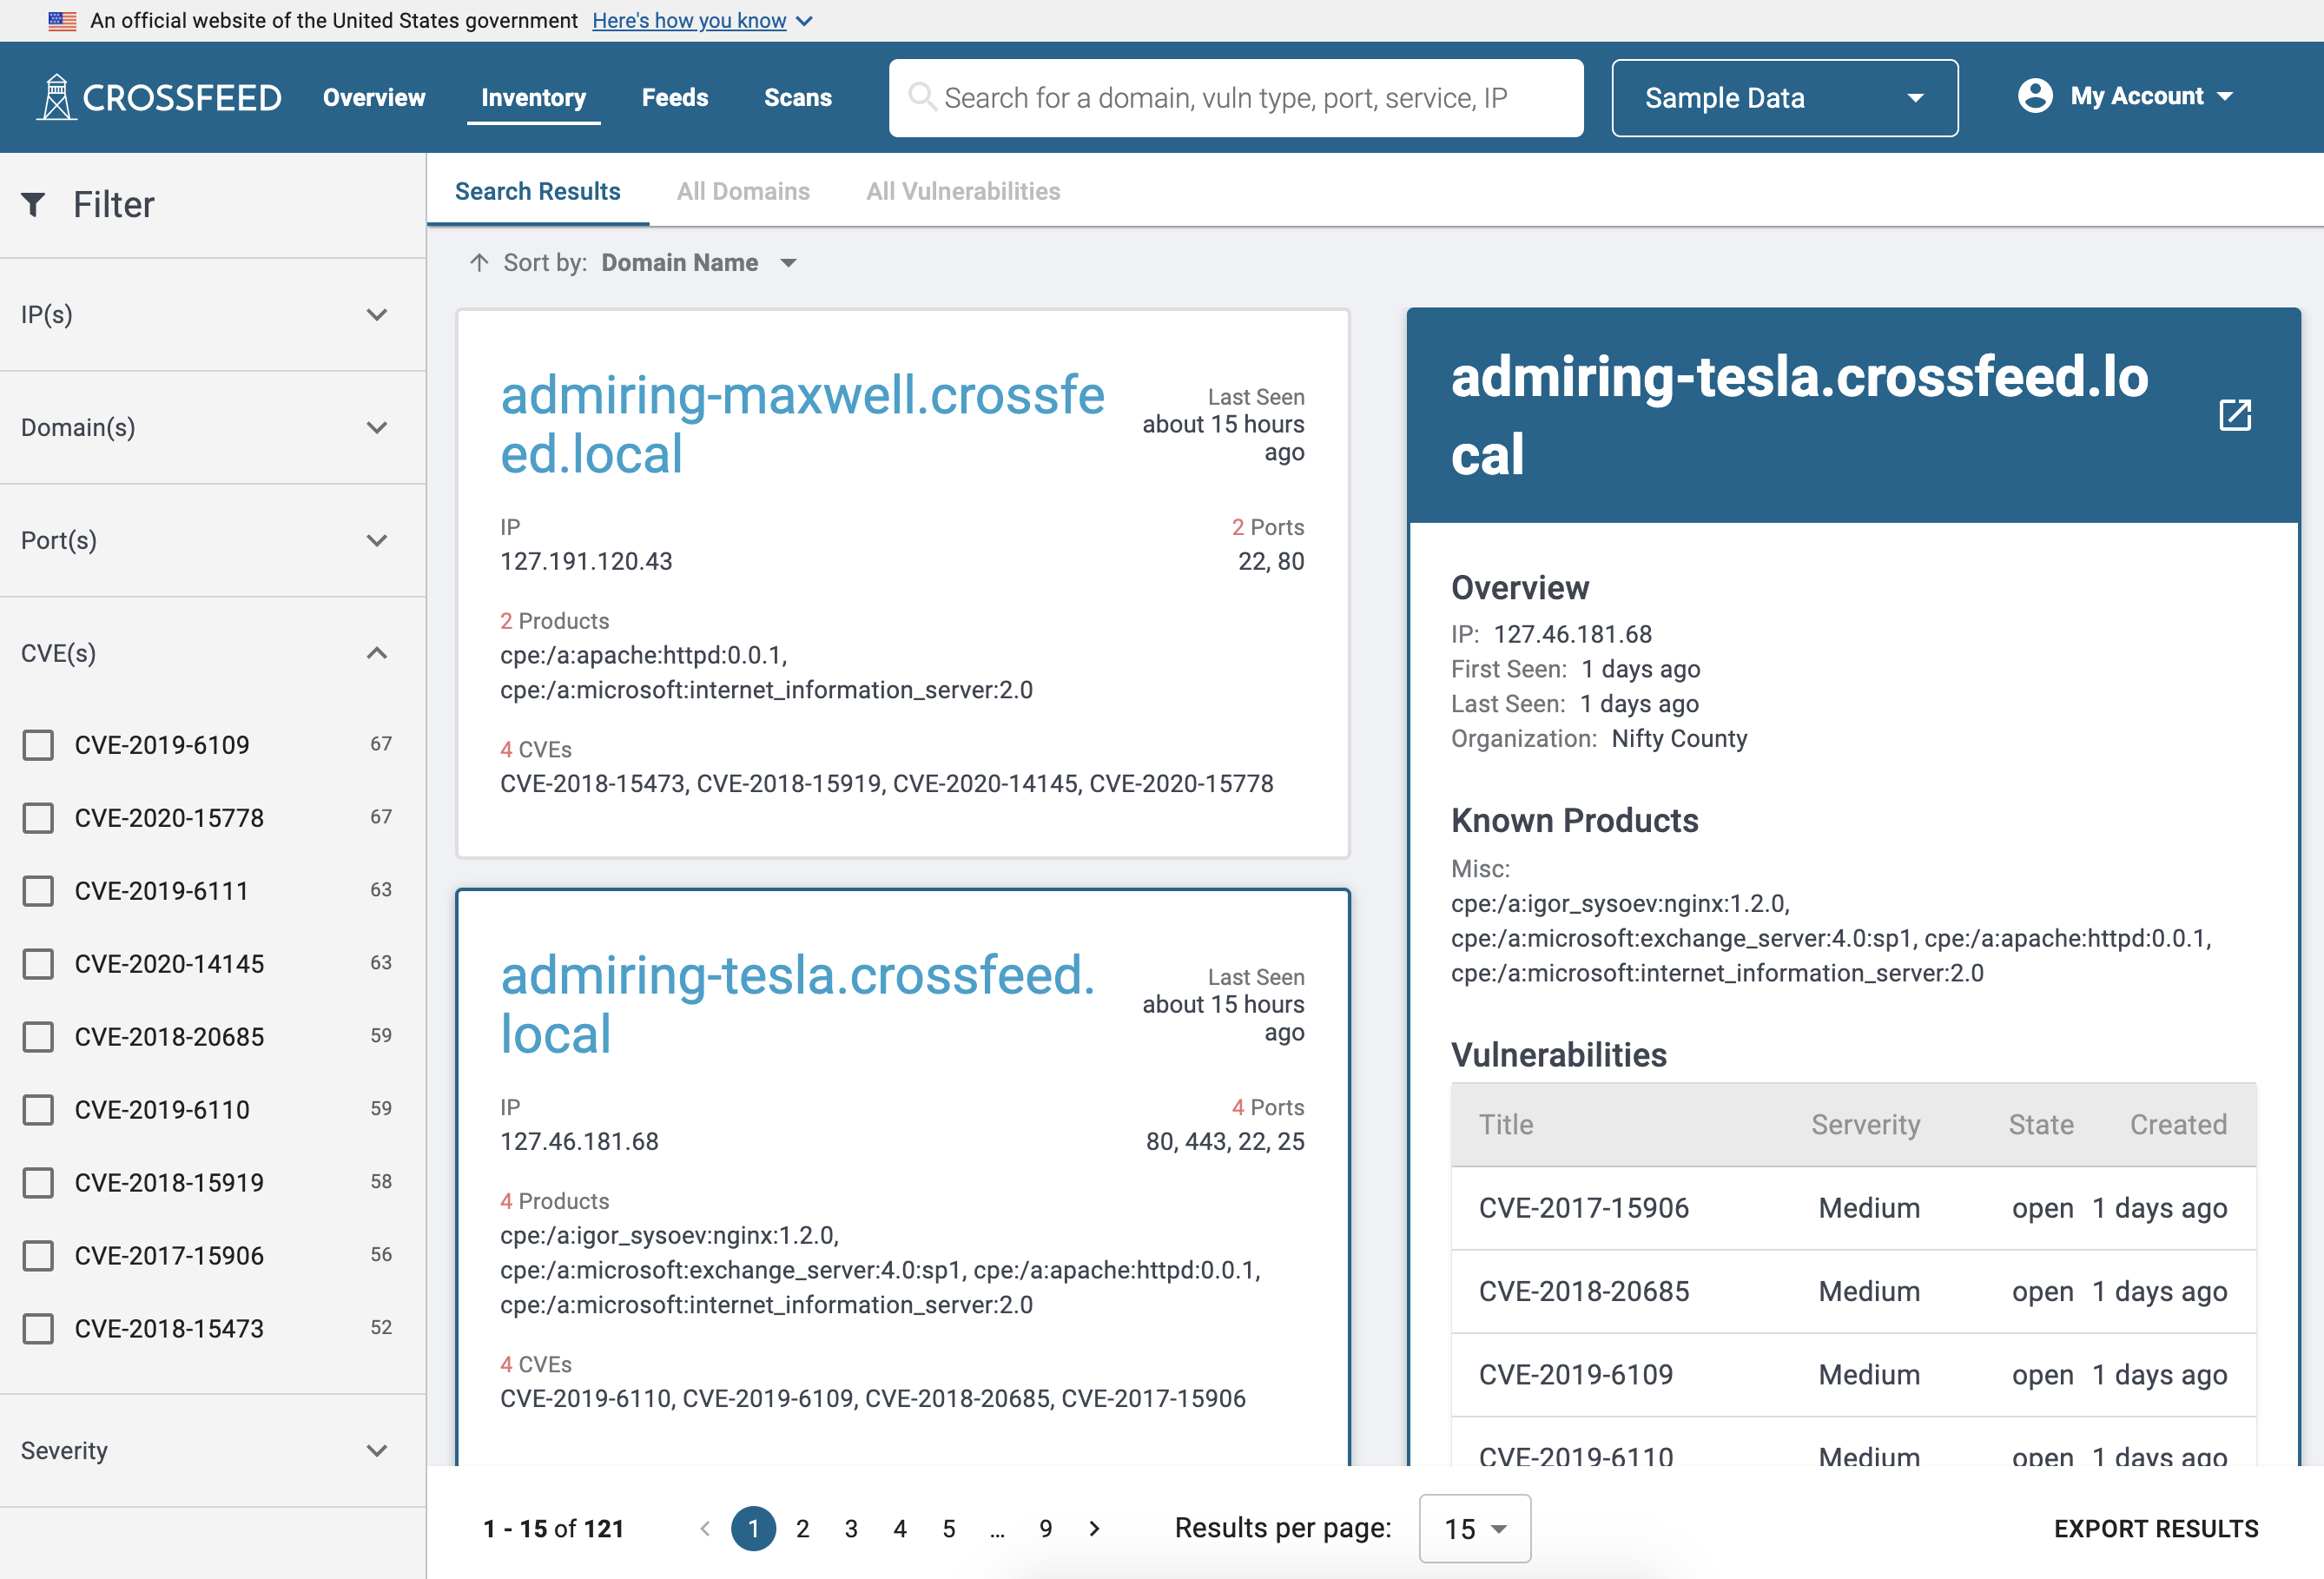 An official website of the United States government Here's how you know
CROSSFEED Overview Inventory Feeds Scans Search for a domain, vuln type, port, service, IP Sample Data My Account
Filter
IP(s)
Domain(s)
Port(s)
CVE(s)
CVE-2019-6109 67
CVE-2020-15778 67
CVE-2019-6111 63
CVE-2020-14145 63
CVE-2018-20685 59
CVE-2019-6110 59
CVE-2018-15919 58
CVE-2017-15906 56
CVE-2018-15473 52
Severity
Search Results All Domains All Vulnerabilities
Sort by: Domain Name
admiring-maxwell.crossfe
ed.local
Last Seen
about 15 hours
ago
IP
127.191.120.43
2 Ports
22, 80
2 Products
cpe:/a:apache:httpd:0.0.1,
cpe:/a:microsoft:internet_information_server:2.0
4 CVEs
CVE-2018-15473, CVE-2018-15919, CVE-2020-14145, CVE-2020-15778
admiring-tesla.crossfeed.
local
Last Seen
about 15 hours
ago
IP
127.46.181.68
4 Ports
80, 443, 22, 25
4 Products
cpe:/a:igor_sysoev:nginx:1.2.0,
cpe:/a:microsoft:exchange_server:4.0:sp1, cpe:/a:apache:httpd:0.0.1,
cpe:/a:microsoft:internet_information_server:2.0
4 CVEs
CVE-2019-6110, CVE-2019-6109, CVE-2018-20685, CVE-2017-15906
admiring-tesla.crossfeed.lo
cal
Overview
IP: 127.46.181.68
First Seen: 1 days ago
Last Seen: 1 days ago
Organization: Nifty County
Known Products
Misc:
cpe:/a:igor_sysoev:nginx:1.2.0,
cpe:/a:microsoft:exchange_server:4.0:sp1, cpe:/a:apache:httpd:0.0.1,
cpe:/a:microsoft:internet_information_server:2.0
Vulnerabilities
Title Serverity State Created
CVE-2017-15906 Medium open 1 days ago
CVE-2018-20685 Medium open 1 days ago
CVE-2019-6109 Medium open 1 days ago
CVE-2019-6110 Medium open 1 days ago
1 - 15 of 121 1 2 3 4 5 ... 9 Results per page: 15 EXPORT RESULTS